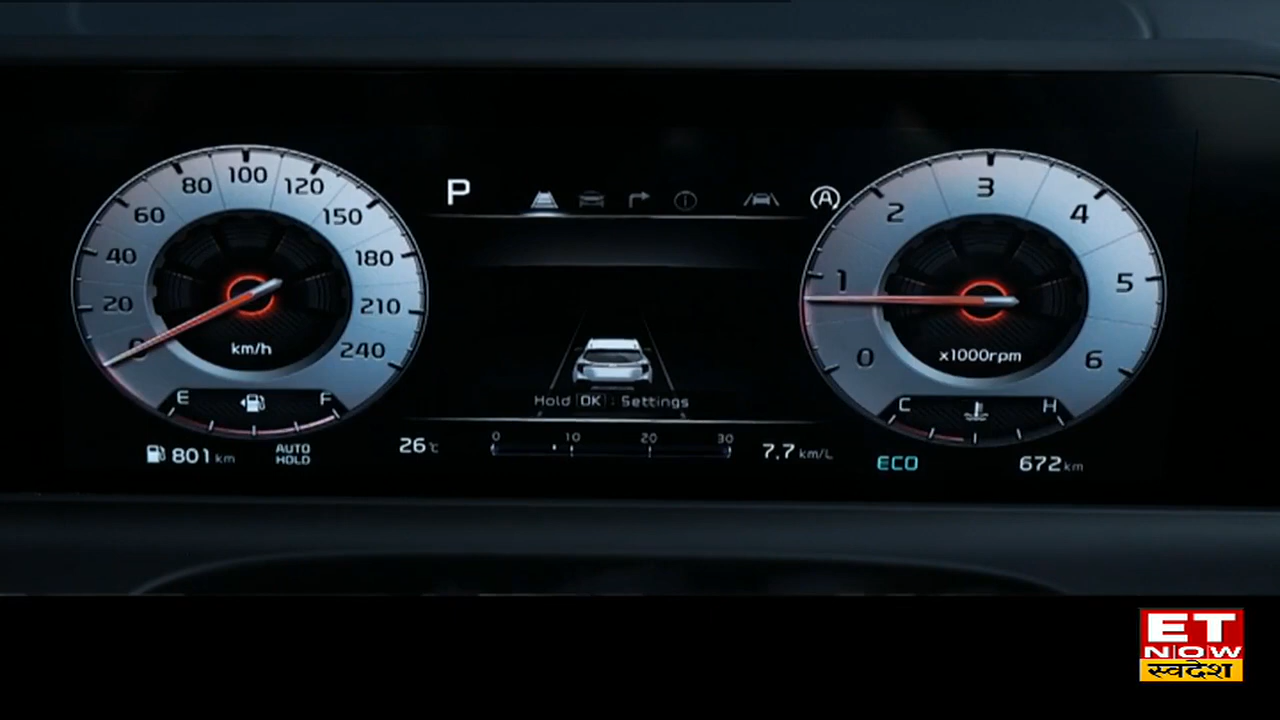 0 20 40 60 80 100 120 150 180 210 240
km/h
E F
801 km
AUTO
HOLD
P
A
Hold OK : Settings
26°C
0 10 20 30
7.7 km/L
0 1 2 3 4 5 6
x1000rpm
C H
ECO
672 km
ET
NOW
स्वदेश